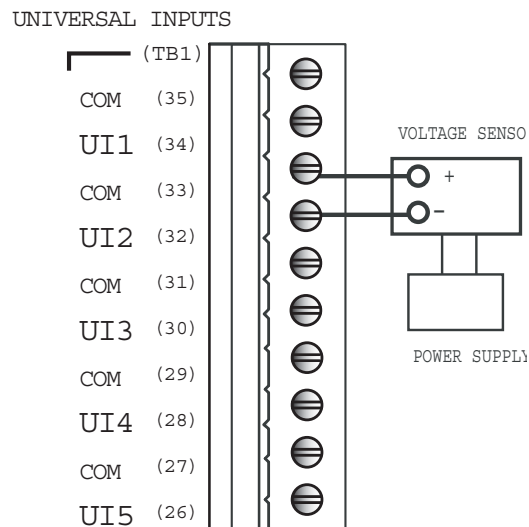 UNIVERSAL INPUTS
(TB1)
COM (35)
UI1 (34)
COM (33)
UI2 (32)
COM (31)
UI3 (30)
COM (29)
UI4 (28)
COM (27)
UI5 (26)
VOLTAGE SENSO
+
-
POWER SUPPLY